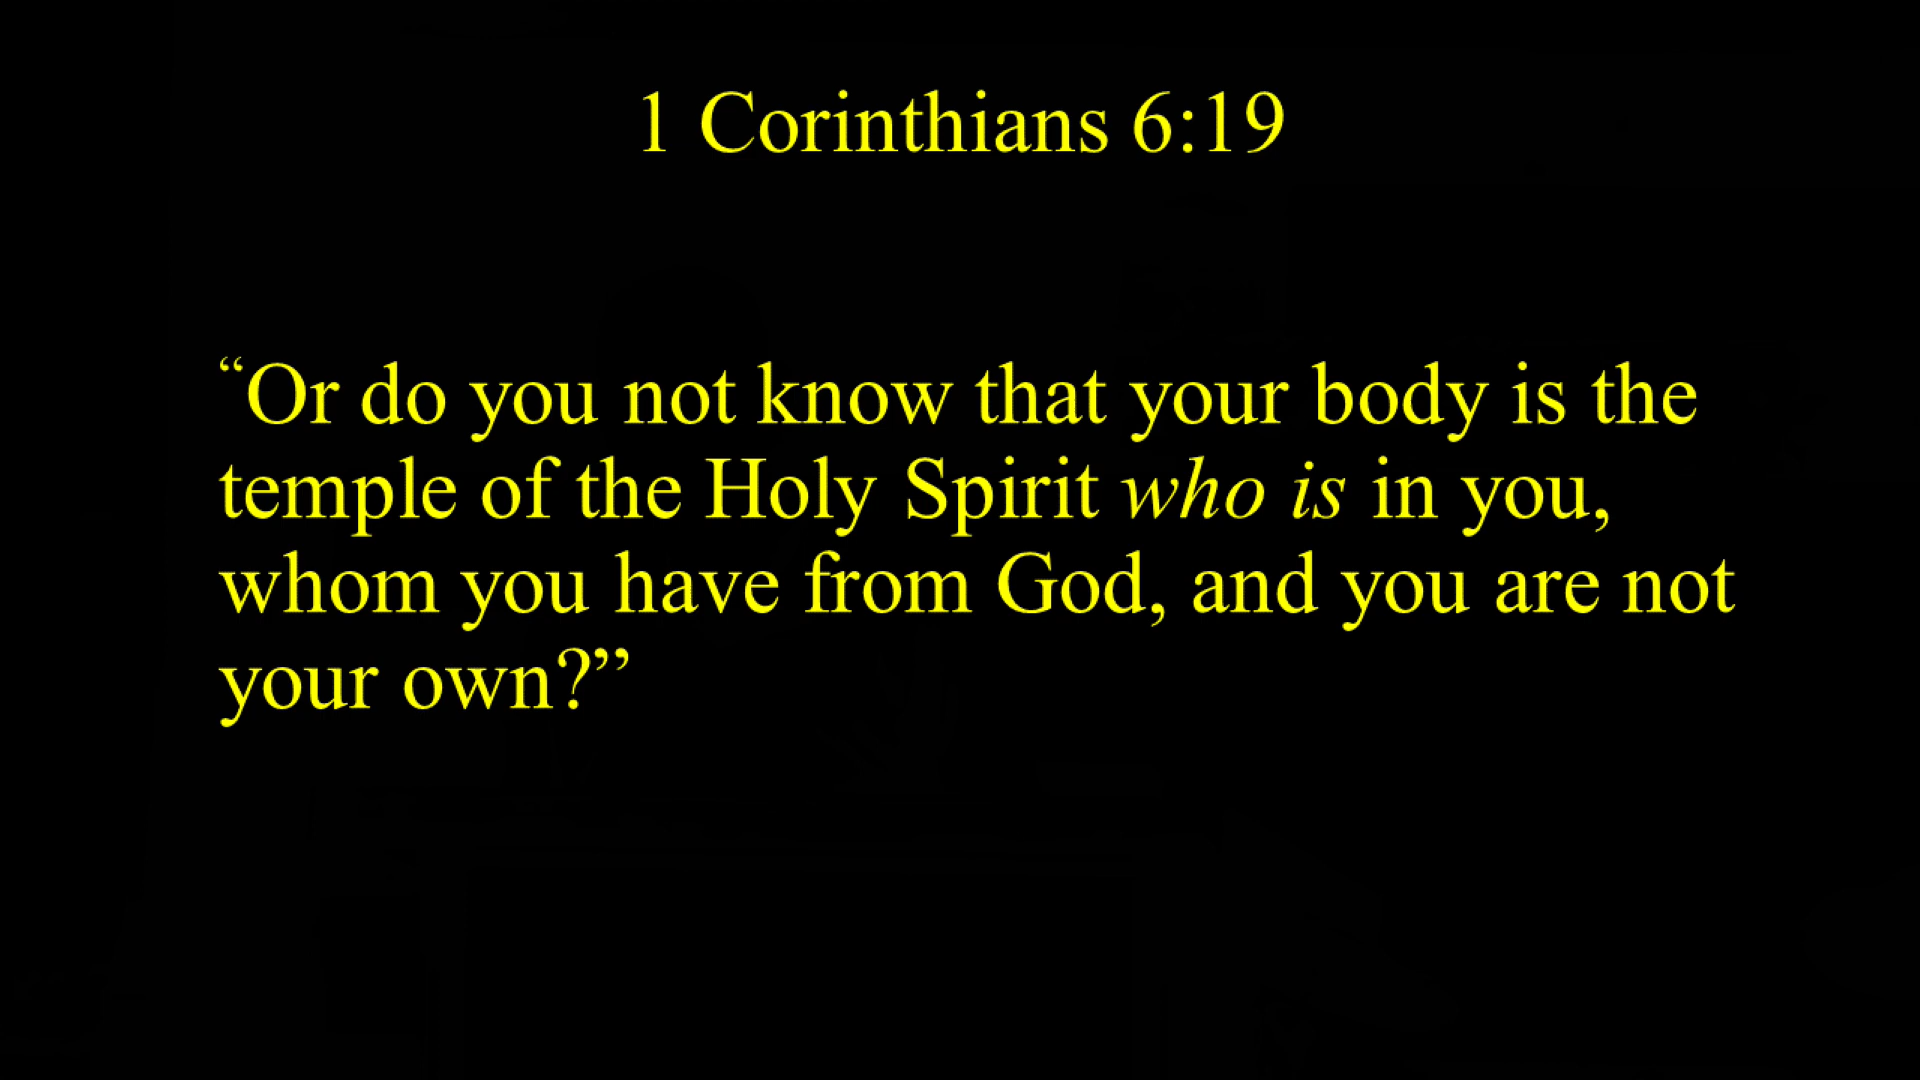 1 Corinthians 6:19
“Or do you not know that your body is the
temple of the Holy Spirit who is in you,
whom you have from God, and you are not
your own?”